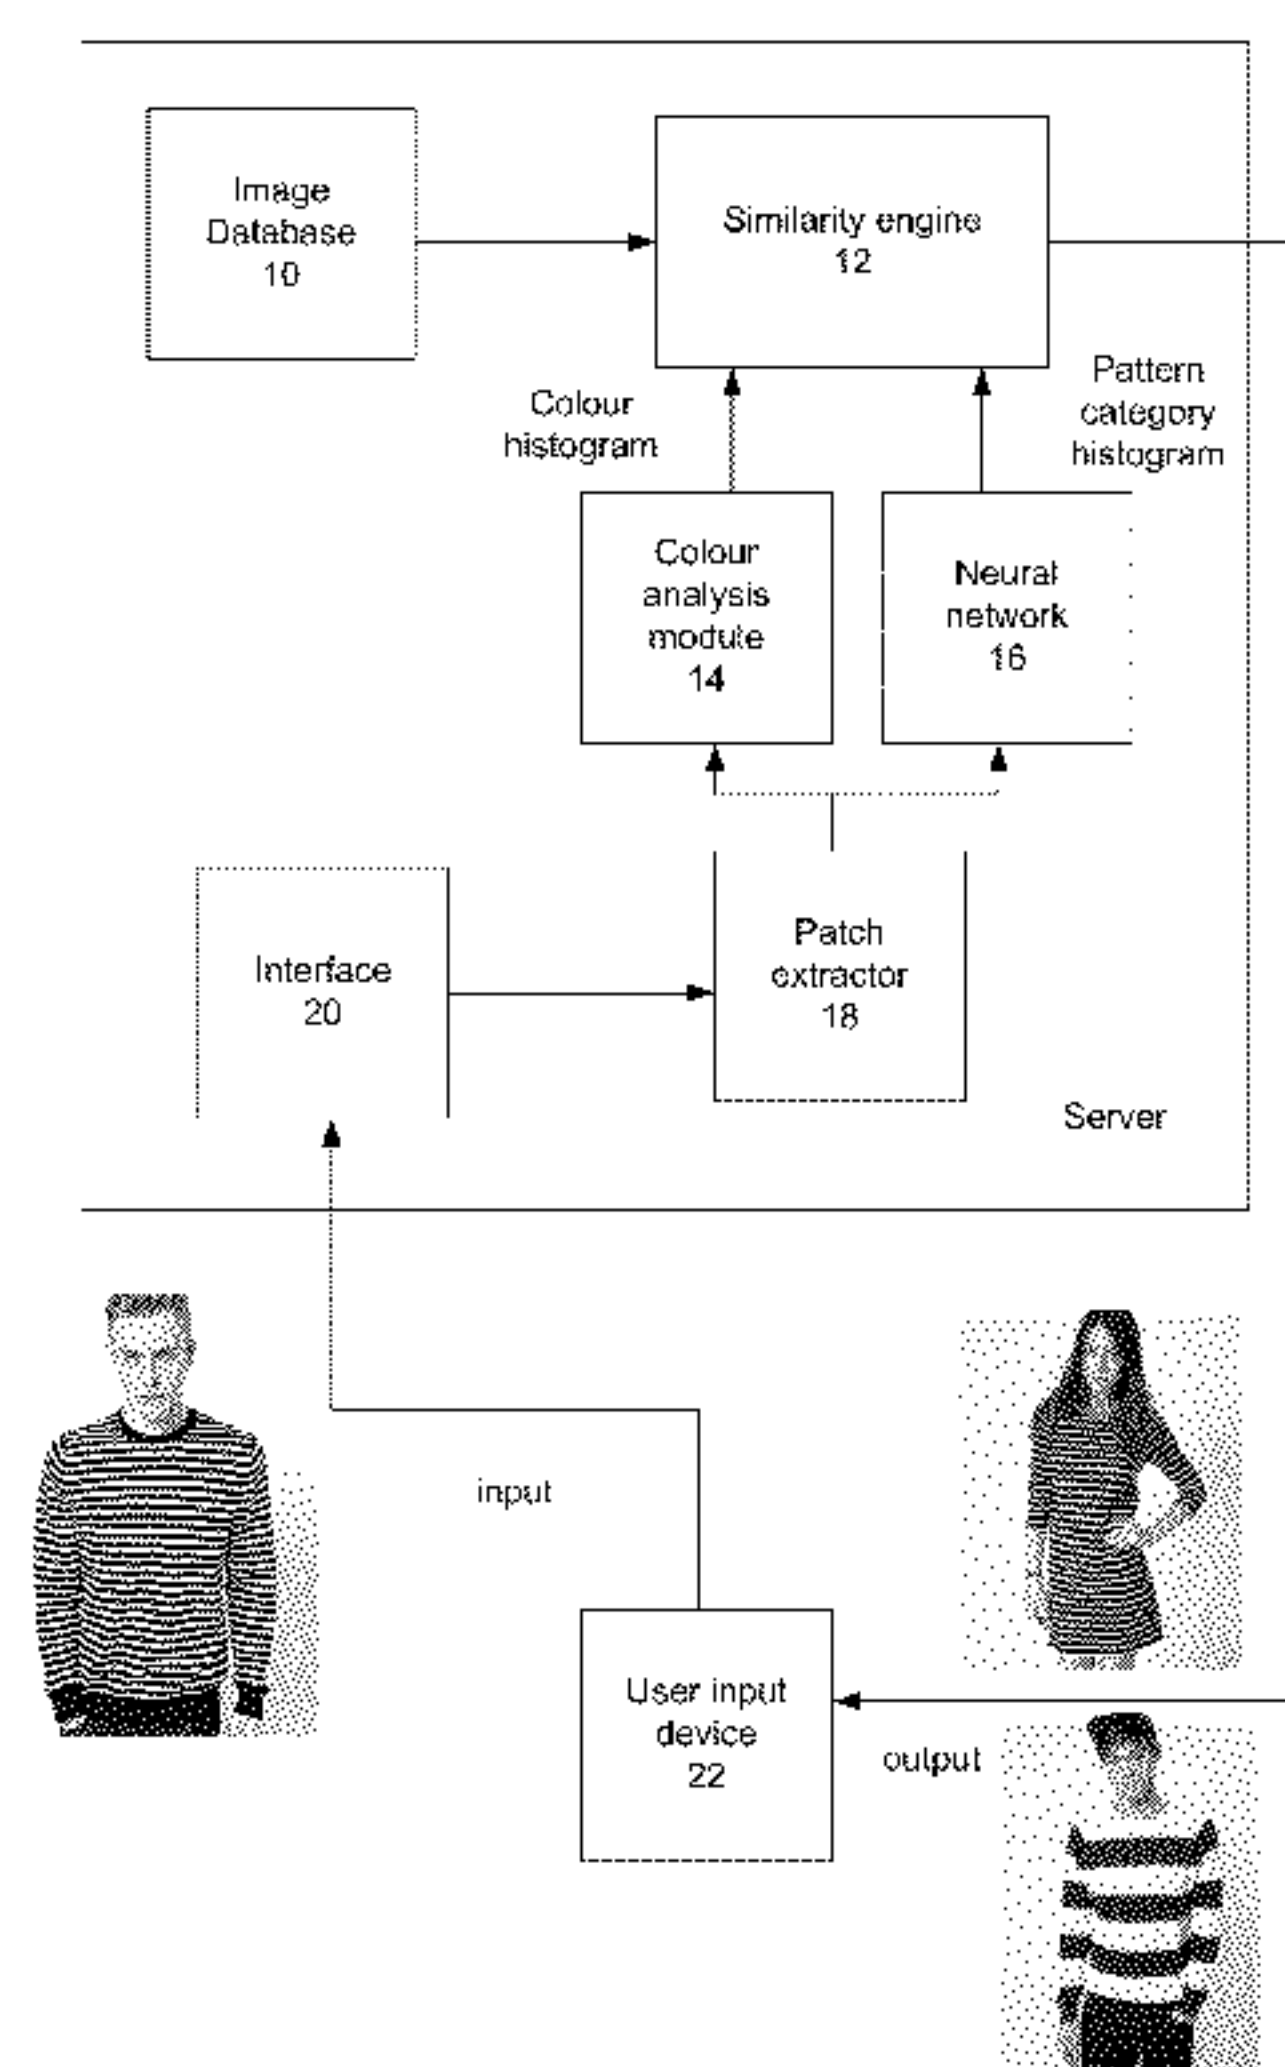 Image
Database
10
Similarity engine
12
Colour
histogram
Pattern
category
histogram
Colour
analysis
module
14
Neural
network
16
Interface
20
Patch
extractor
18
Server
input
User input
device
22
output